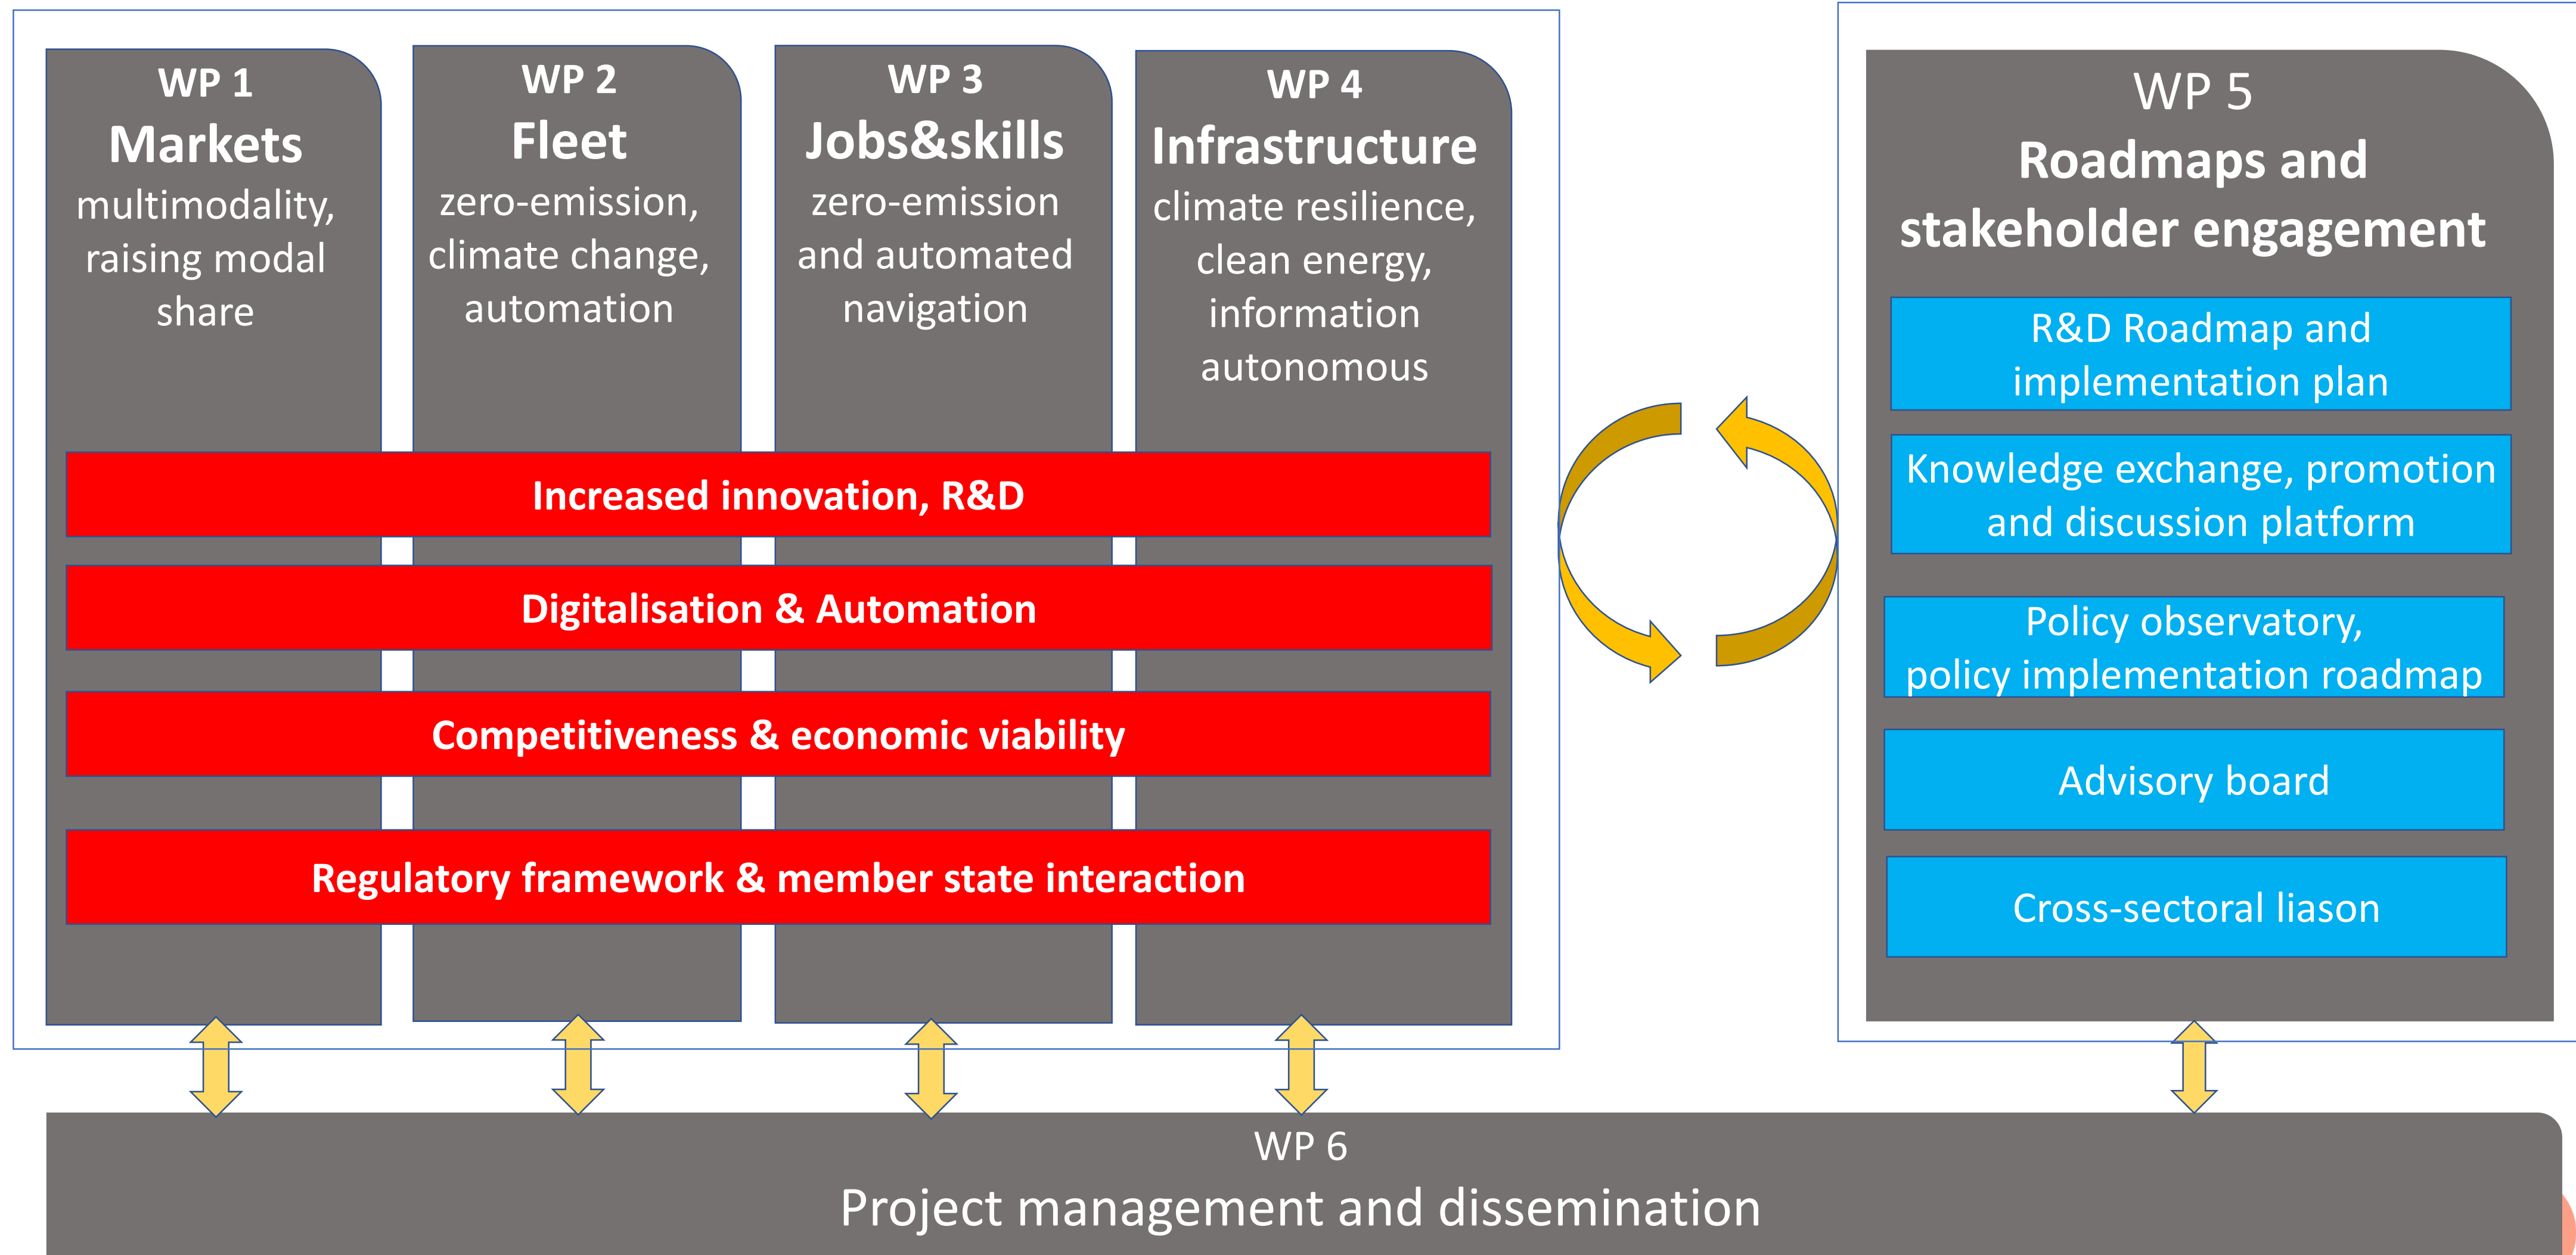 WP 1
Markets
multimodality,
raising modal
share
WP 2
Fleet
zero-emission,
climate change,
automation
WP 3
Jobs&skills
zero-emission
and automated
navigation
WP 4
Infrastructure
climate resilience,
clean energy,
information
autonomous
Increased innovation, R&D
Digitalisation & Automation
Competitiveness & economic viability
Regulatory framework & member state interaction
WP 5
Roadmaps and
stakeholder engagement
R&D Roadmap and
implementation plan
Knowledge exchange, promotion
and discussion platform
Policy observatory,
policy implementation roadmap
Advisory board
Cross-sectoral liason
WP 6
Project management and dissemination